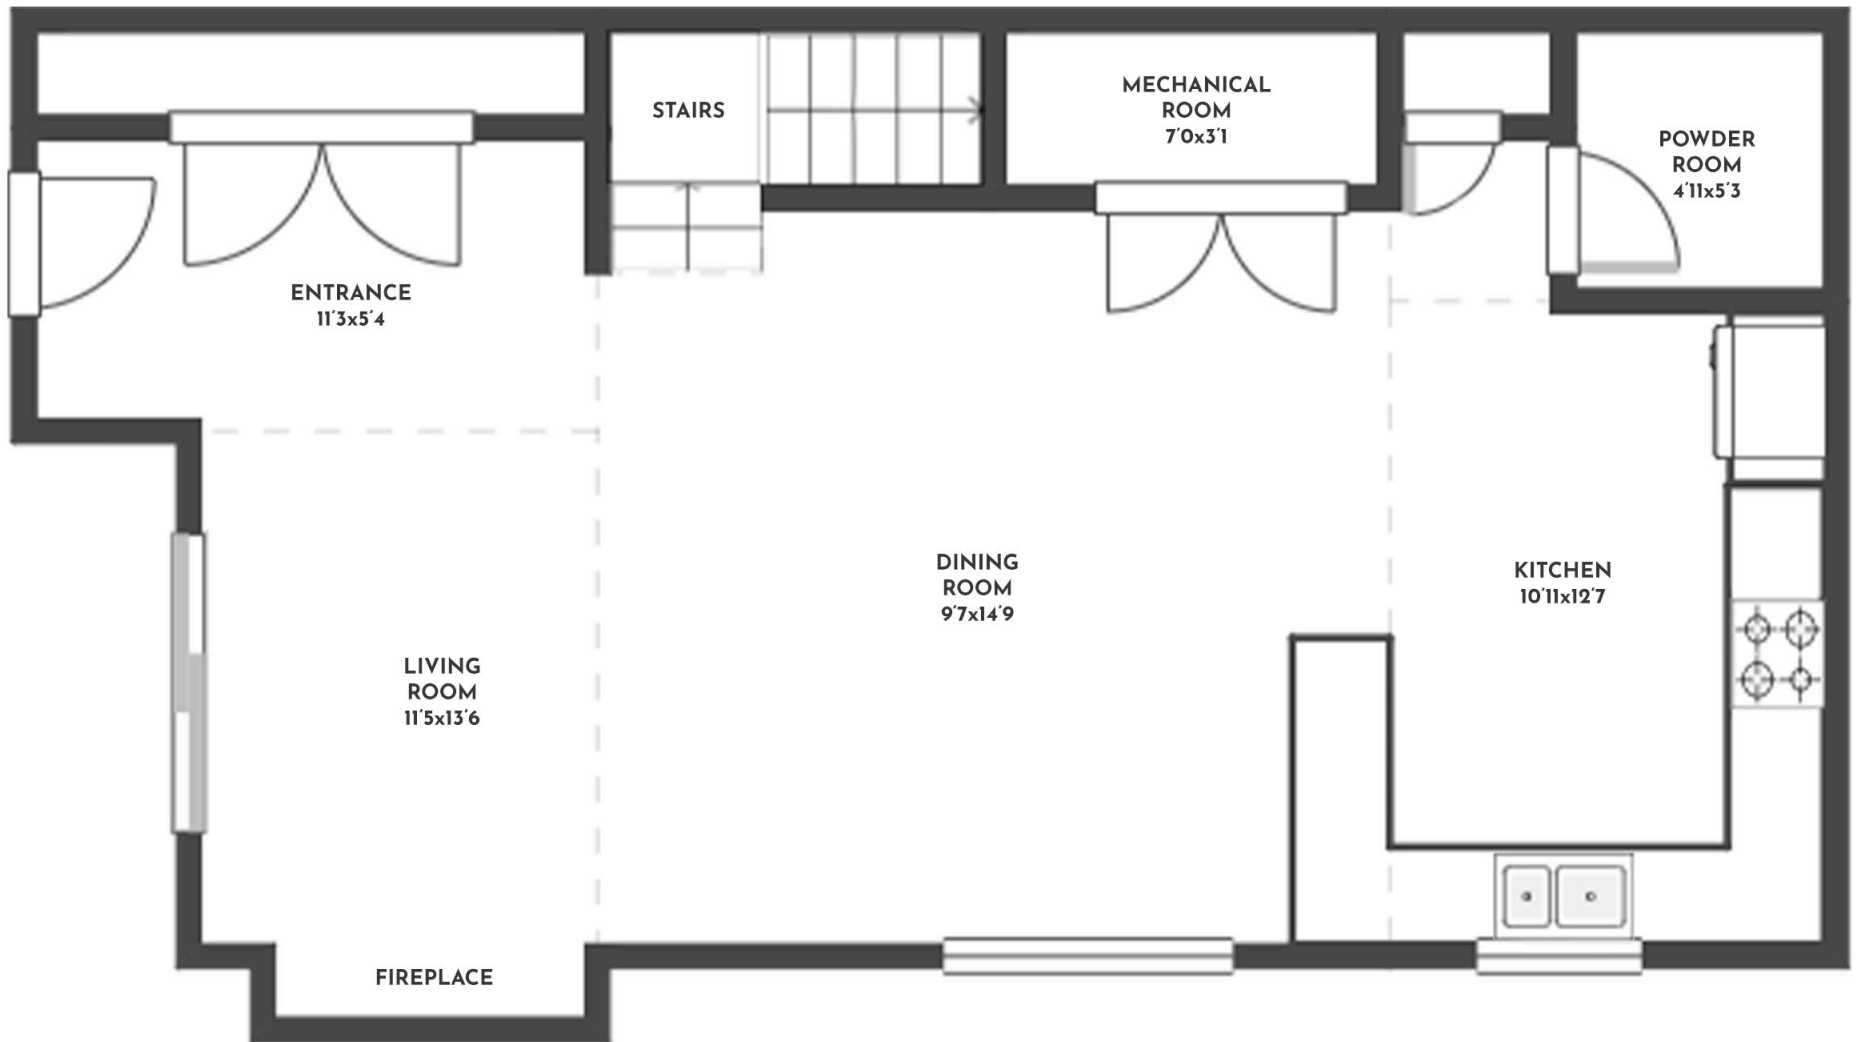 STAIRS
MECHANICAL
ROOM
7'0x3'1
POWDER
ROOM
4'11x5'3
ENTRANCE
11'3x5'4
DINING
ROOM
9'7x14'9
KITCHEN
10'11x12'7
LIVING
ROOM
11'5x13'6
FIREPLACE